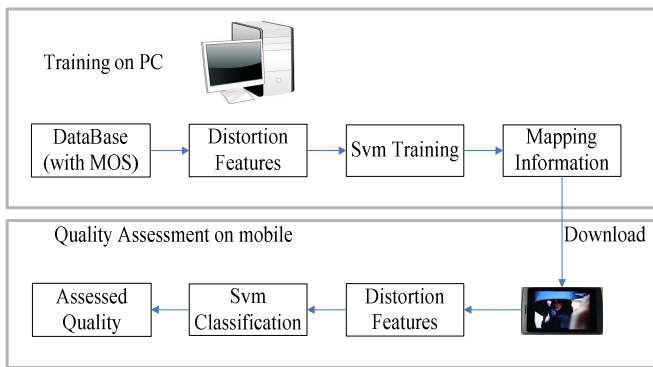 Training on PC
DataBase
(with MOS)
Distortion
Features
Svm Training
Mapping
Information
Quality Assessment on mobile
Download
Assessed
Quality
Svm
Classification
Distortion
Features